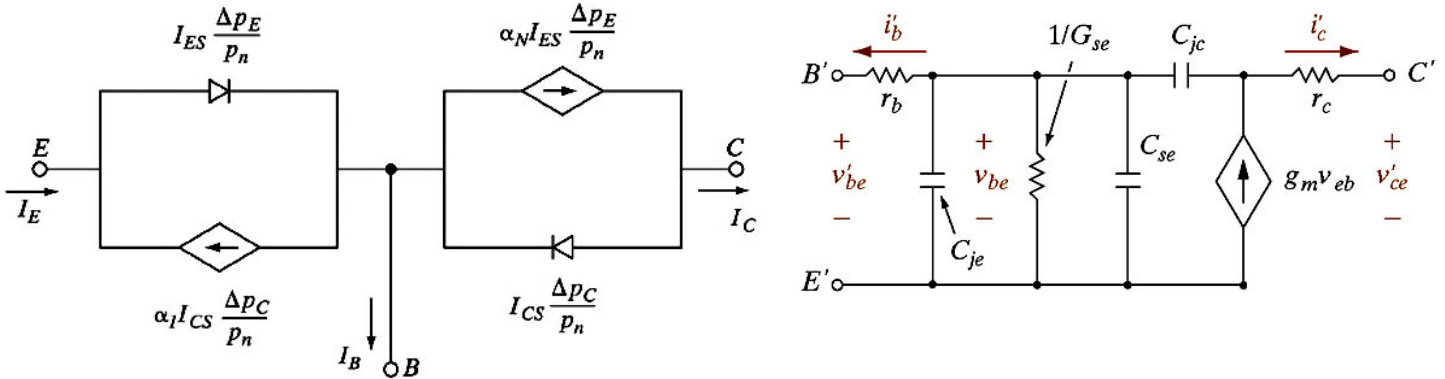 I_ES Δp_E/p_n
α_N I_ES Δp_E/p_n
E
I_E
C
I_C
α_I I_CS Δp_C/p_n
I_CS Δp_C/p_n
I_B
B
i'_b
1/G_se
C_jc
i'_c
B'
r_b
r_c
C'
+
v'_be
−
+
v_be
−
C_se
g_m v_eb
+
v'_ce
−
C_je
E'